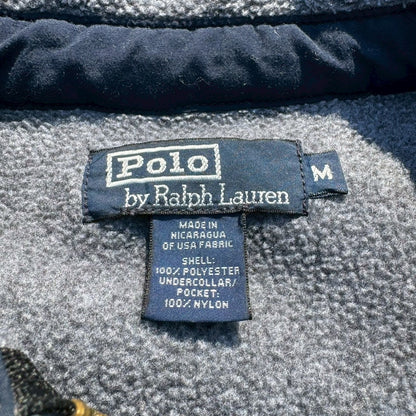 Polo
by Ralph Lauren
M
MADE IN
NICARAGUA
OF USA FABRIC
SHELL:
100% POLYESTER
UNDERCOLLAR/
POCKET:
100% NYLON